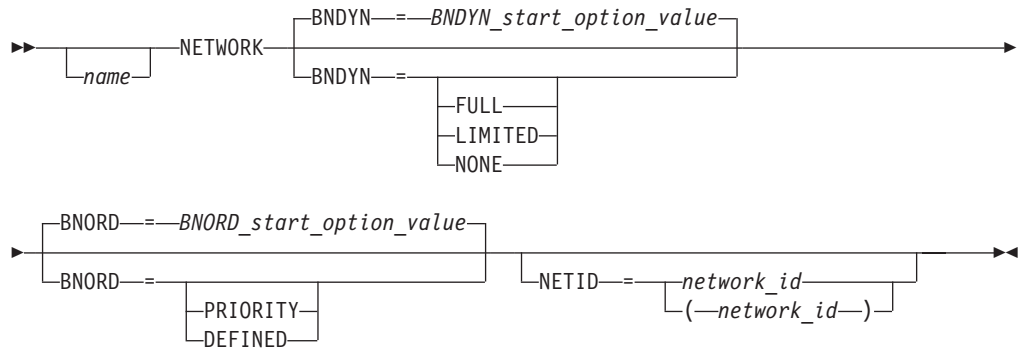 BNDYN = BNDYN_start_option_value
name NETWORK
BNDYN =
FULL
LIMITED
NONE
BNORD = BNORD_start_option_value
BNORD =
PRIORITY
DEFINED
NETID = network_id
( network_id )